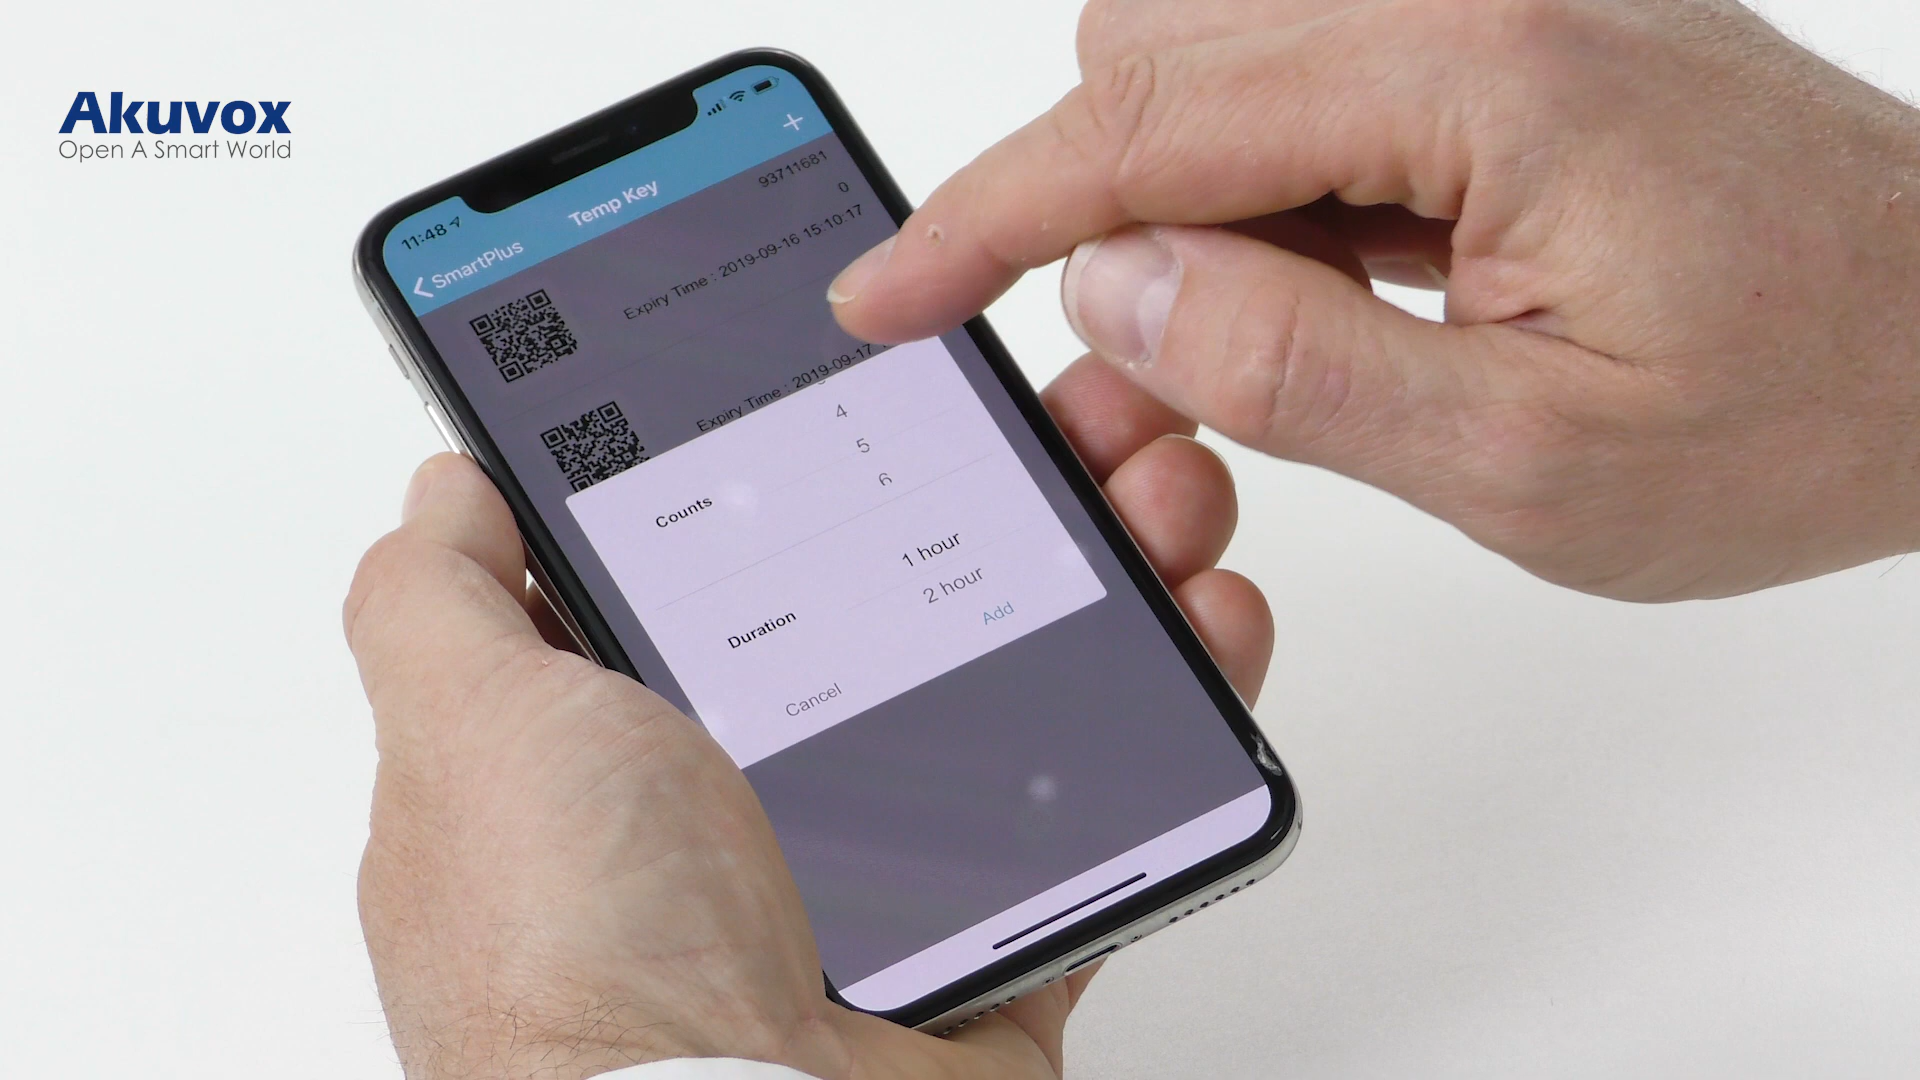 Akuvox
Open A Smart World
11:48
SmartPlus
Temp Key
+
93711681
0
Expiry Time : 2019-09-16 15:10:17
Expiry Time : 2019-09-17
Counts
4
5
6
Duration
1 hour
2 hour
Cancel
Add